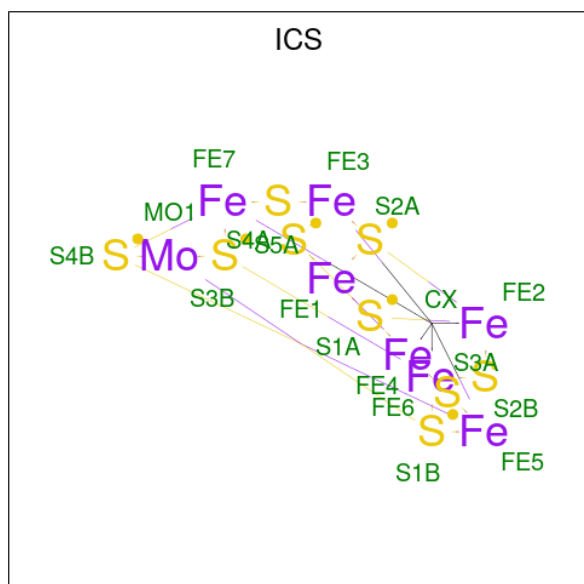 ICS
FE7
FE3
Fe
S
Fe
MO1
S2A
S4A
S5A
S
S
S4B
S
Mo
S
Fe
S3B
FE1
CX
FE2
S
Fe
S1A
Fe
S3A
FE4
Fe
S
S
FE6
S2B
S
Fe
S1B
FE5